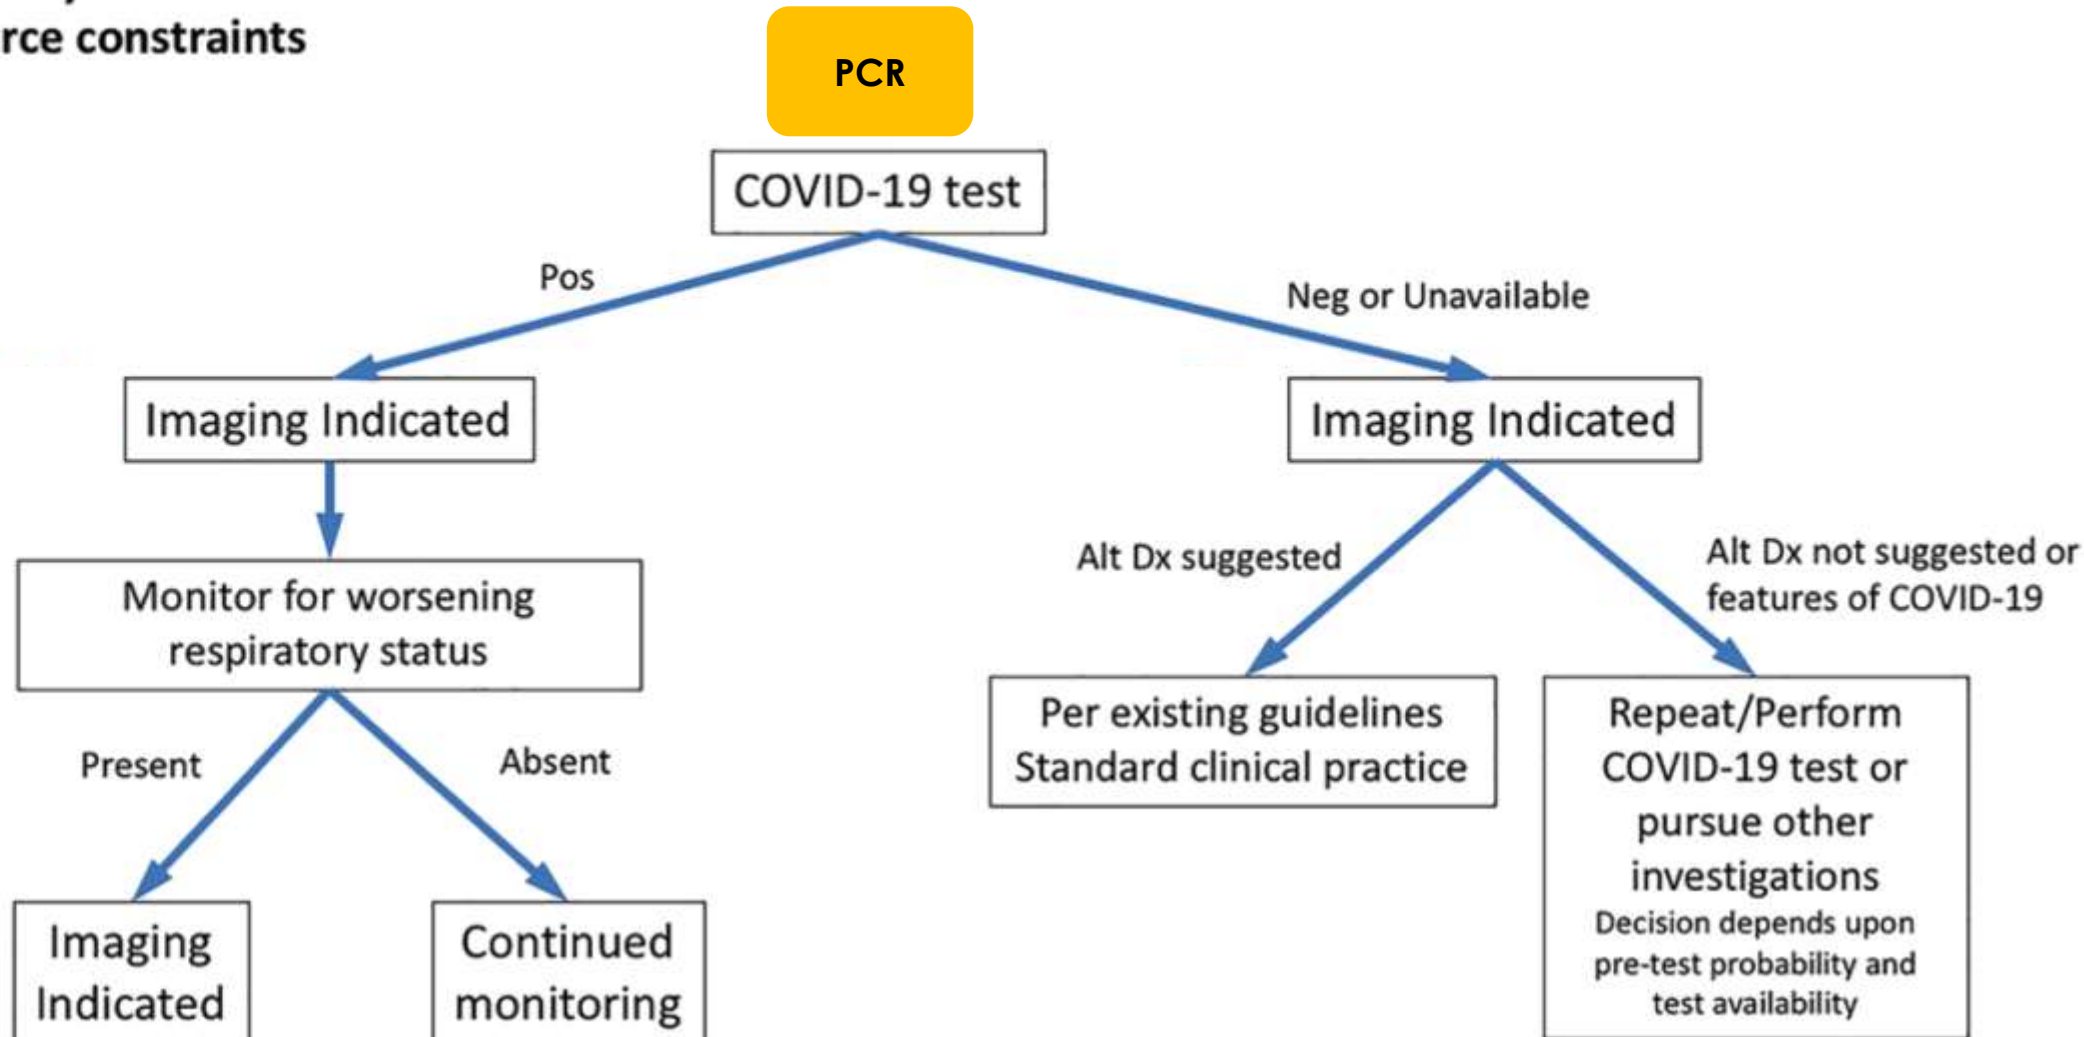 rce constraints
PCR
COVID-19 test
Pos
Neg or Unavailable
Imaging Indicated
Imaging Indicated
Monitor for worsening
respiratory status
Alt Dx suggested
Alt Dx not suggested or
features of COVID-19
Present
Absent
Per existing guidelines
Standard clinical practice
Repeat/Perform
COVID-19 test or
pursue other
investigations
Decision depends upon
pre-test probability and
test availability
Imaging
Indicated
Continued
monitoring